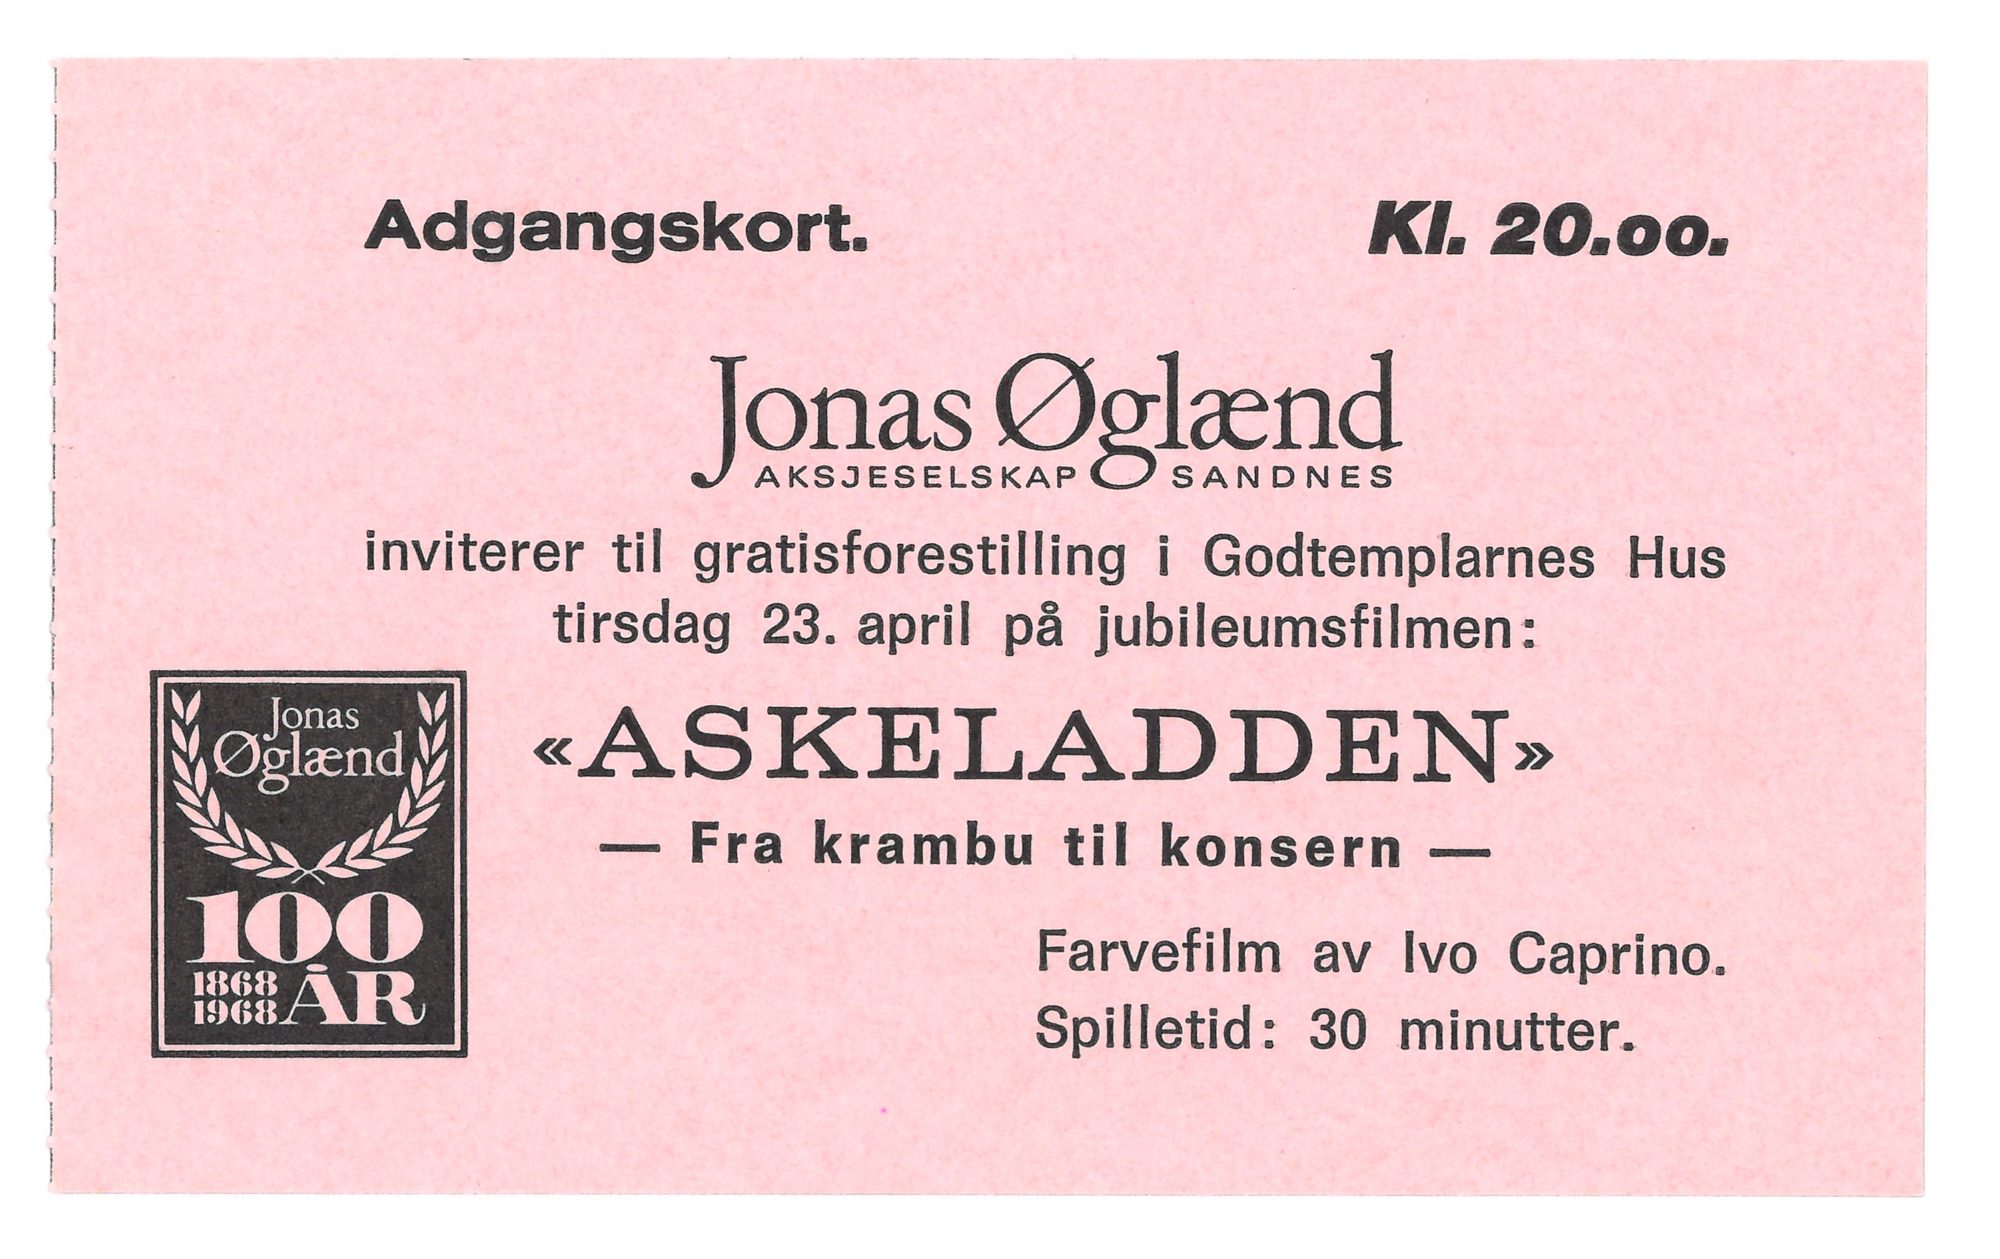 Adgangskort. Kl. 20.oo.
Jonas Øglænd
AKSJESELSKAP SANDNES
inviterer til gratisforestilling i Godtemplarnes Hus
tirsdag 23. april på jubileumsfilmen:
«ASKELADDEN»
— Fra krambu til konsern —
Farvefilm av Ivo Caprino.
Spilletid: 30 minutter.
Jonas
Øglænd
100
1868
1968 ÅR